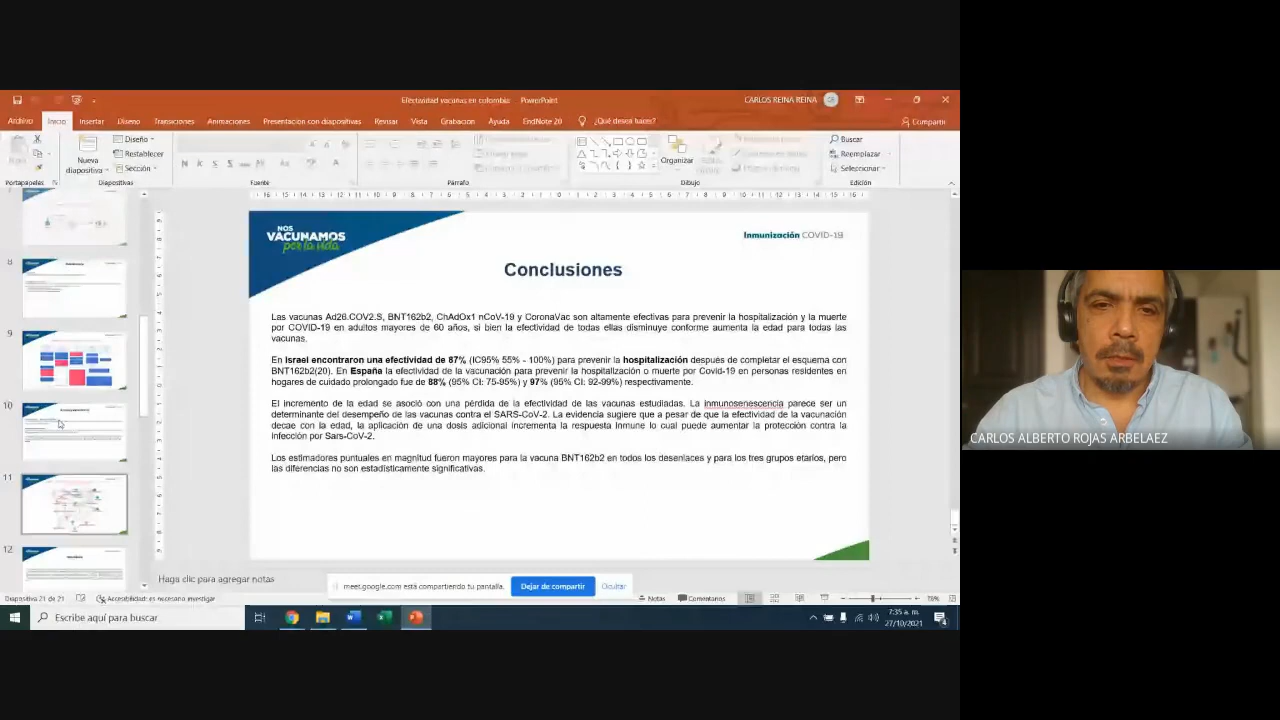 Efectividad vacunas en colombia - PowerPoint
CARLOS REINA REINA
Archivo Inicio Insertar Diseño Transiciones Animaciones Presentación con diapositivas Revisar Vista Grabación Ayuda EndNote 20 ¿Qué desea hacer? Compartir
Nueva diapositiva
Diseño
Restablecer
Sección
N K S
Organizar
Buscar
Reemplazar
Seleccionar
Portapapeles Diapositivas Fuente Párrafo Dibujo Edición
8
9
10
11
12
NOS
VACUNAMOS
por la vida
Inmunización COVID-19
Conclusiones
Las vacunas Ad26.COV2.S, BNT162b2, ChAdOx1 nCoV-19 y CoronaVac son altamente efectivas para prevenir la hospitalización y la muerte
por COVID-19 en adultos mayores de 60 años, si bien la efectividad de todas ellas disminuye conforme aumenta la edad para todas las
vacunas.
En Israel encontraron una efectividad de 87% (IC95% 55% - 100%) para prevenir la hospitalización después de completar el esquema con
BNT162b2(20). En España la efectividad de la vacunación para prevenir la hospitalización o muerte por Covid-19 en personas residentes en
hogares de cuidado prolongado fue de 88% (95% CI: 75-95%) y 97% (95% CI: 92-99%) respectivamente.
El incremento de la edad se asoció con una pérdida de la efectividad de las vacunas estudiadas. La inmunosenescencia parece ser un
determinante del desempeño de las vacunas contra el SARS-CoV-2. La evidencia sugiere que a pesar de que la efectividad de la vacunación
decae con la edad, la aplicación de una dosis adicional incrementa la respuesta inmune lo cual puede aumentar la protección contra la
infección por Sars-CoV-2.
Los estimadores puntuales en magnitud fueron mayores para la vacuna BNT162b2 en todos los desenlaces y para los tres grupos etarios, pero
las diferencias no son estadísticamente significativas.
CARLOS ALBERTO ROJAS ARBELAEZ
Haga clic para agregar notas
meet.google.com está compartiendo tu pantalla. Dejar de compartir Ocultar
Diapositiva 21 de 21 Accesibilidad: es necesario investigar Notas Comentarios 78%
Escribe aquí para buscar
7:35 a. m.
27/10/2021